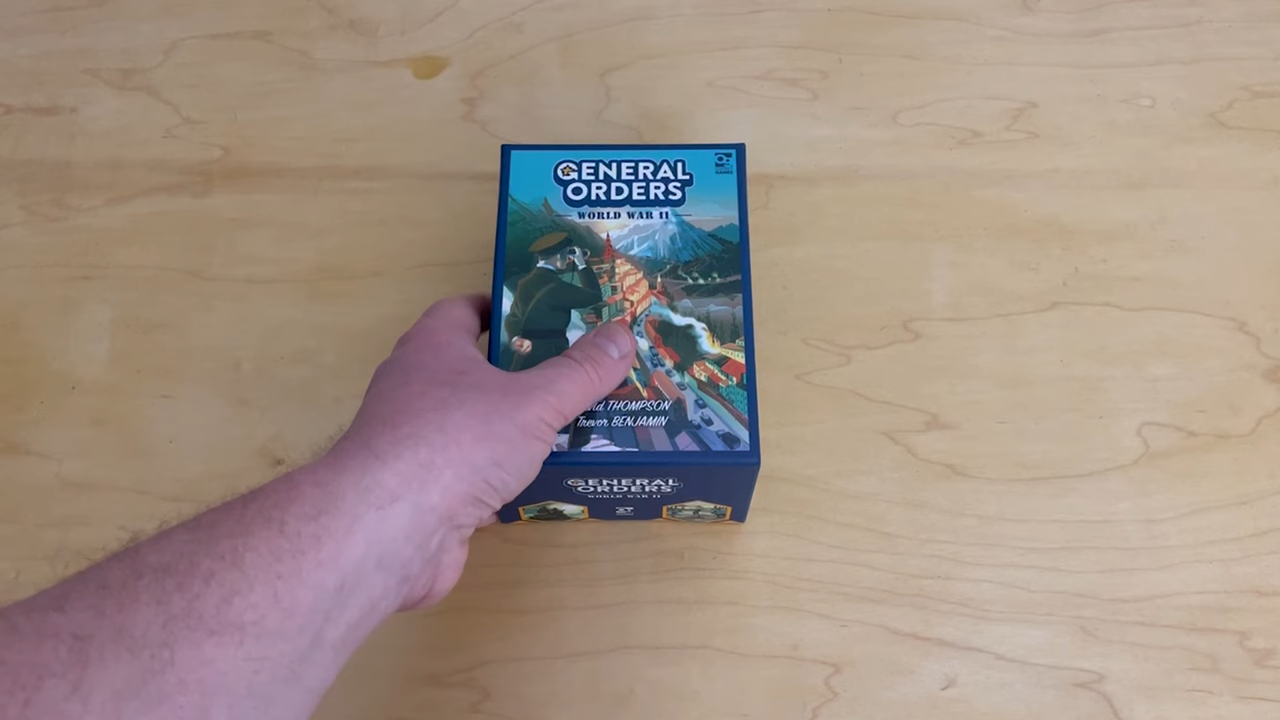 GENERAL
ORDERS
WORLD WAR II
THOMPSON
Trevor BENJAMIN
GENERAL
ORDERS
WORLD WAR II